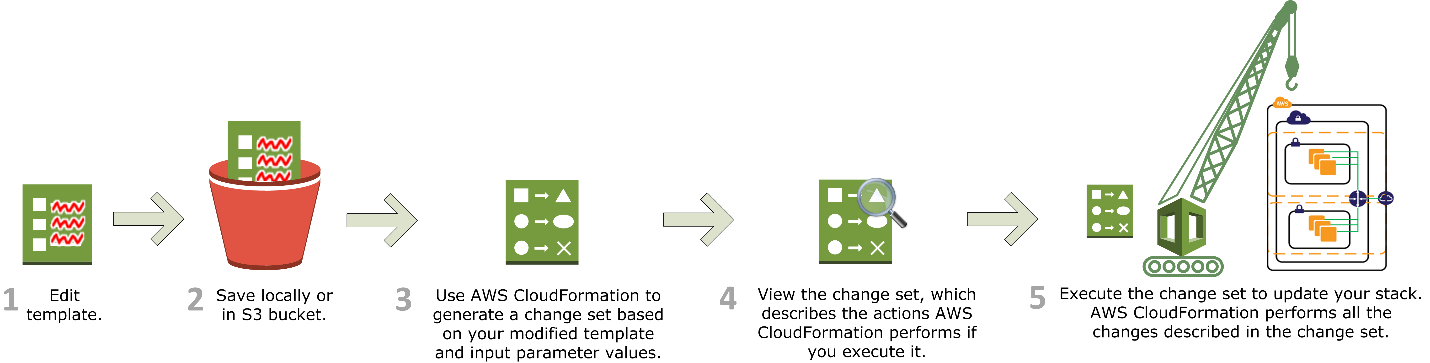 AWS
1 Edit
template.
2 Save locally or
in S3 bucket.
3 Use AWS CloudFormation to
generate a change set based
on your modified template
and input parameter values.
4 View the change set, which
describes the actions AWS
CloudFormation performs if
you execute it.
5 Execute the change set to update your stack.
AWS CloudFormation performs all the
changes described in the change set.